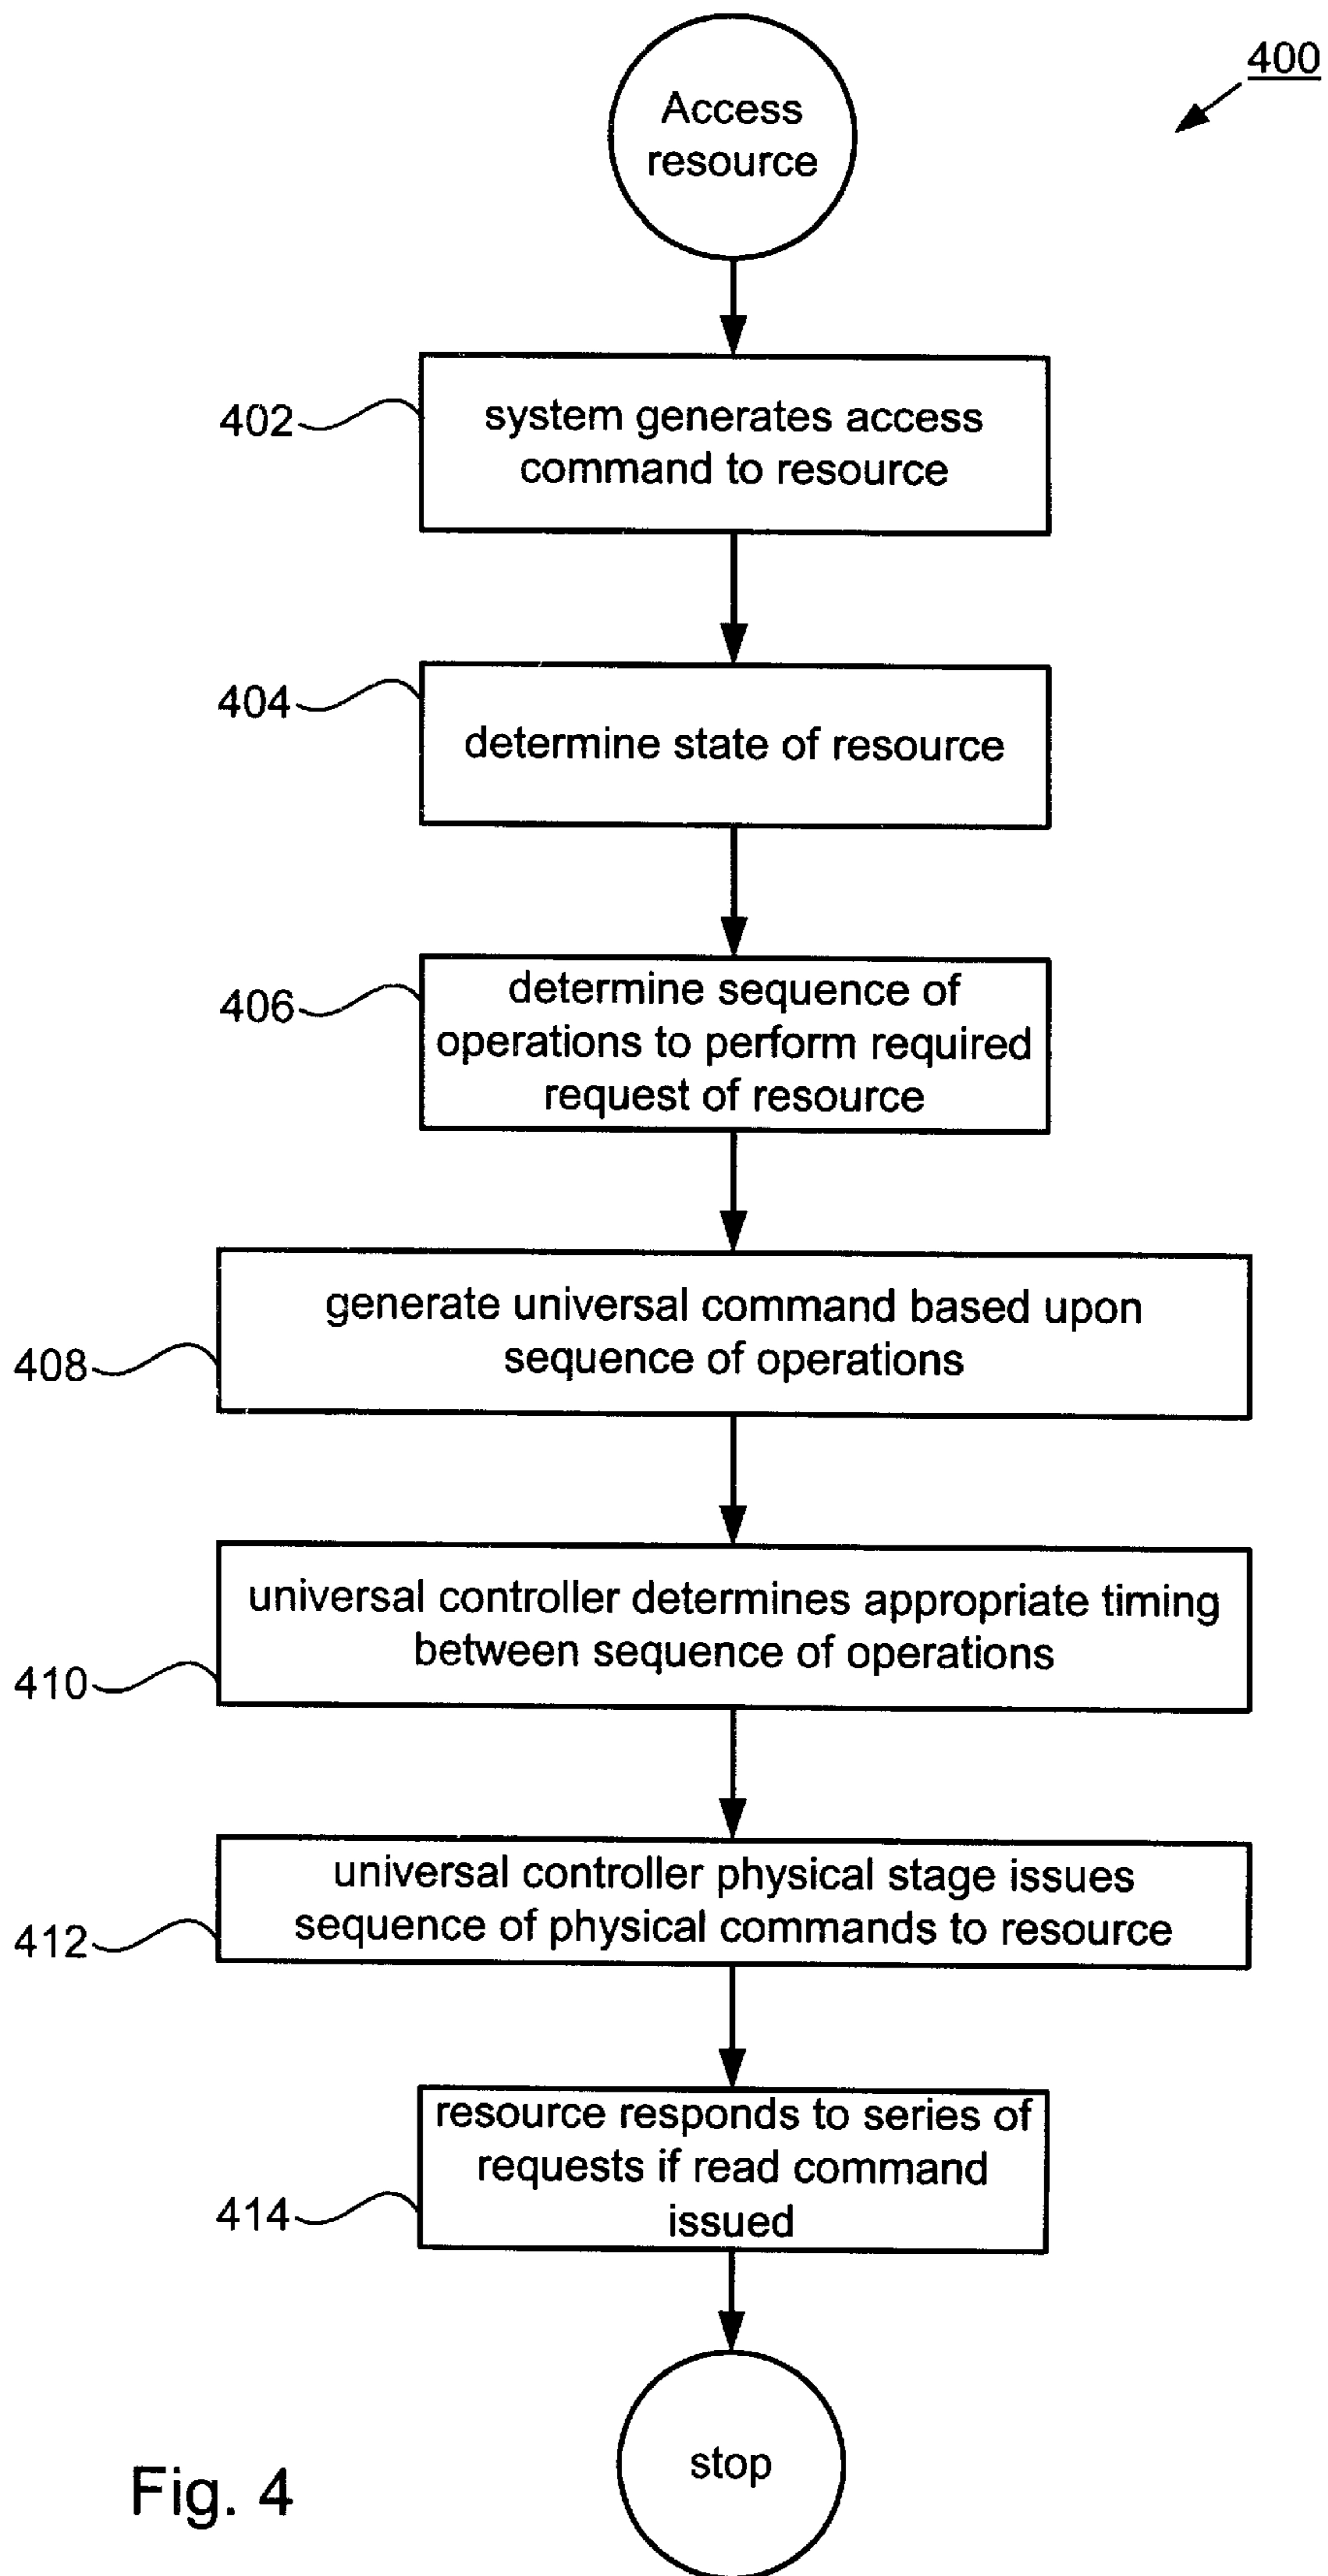 400
Access
resource
402
system generates access
command to resource
404
determine state of resource
406
determine sequence of
operations to perform required
request of resource
408
generate universal command based upon
sequence of operations
410
universal controller determines appropriate timing
between sequence of operations
412
universal controller physical stage issues
sequence of physical commands to resource
414
resource responds to series of
requests if read command
issued
stop
Fig. 4